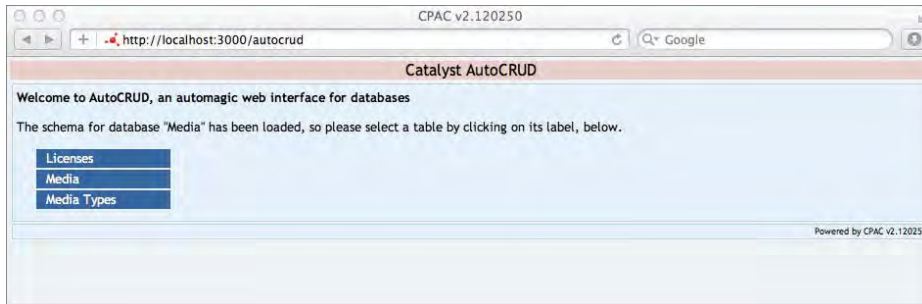 CPAC v2.120250
http://localhost:3000/autocrud
Google
Catalyst AutoCRUD
Welcome to AutoCRUD, an automagic web interface for databases
The schema for database "Media" has been loaded, so please select a table by clicking on its label, below.
Licenses
Media
Media Types
Powered by CPAC v2.12025